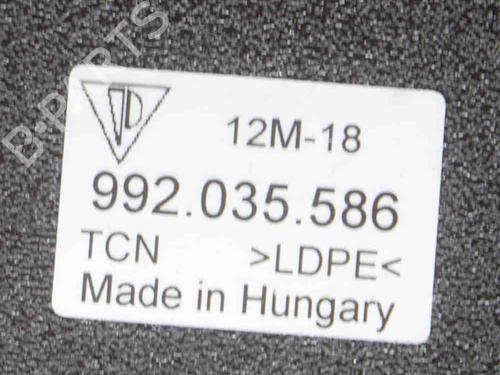 B-PARTS
12M-18
992.035.586
TCN >LDPE<
Made in Hungary